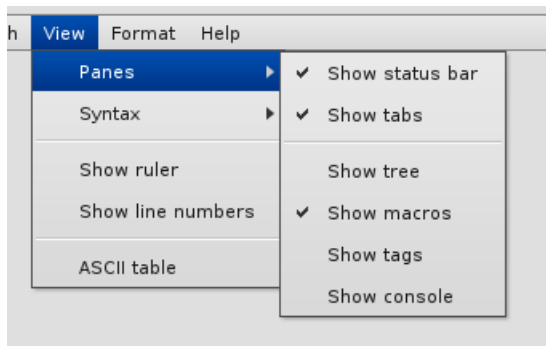 h View Format Help
Panes
Syntax
Show ruler
Show line numbers
ASCII table
Show status bar
Show tabs
Show tree
Show macros
Show tags
Show console